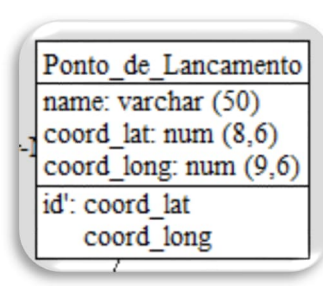 Ponto_de_Lancamento
name: varchar (50)
coord_lat: num (8,6)
coord_long: num (9,6)
id': coord_lat
coord_long